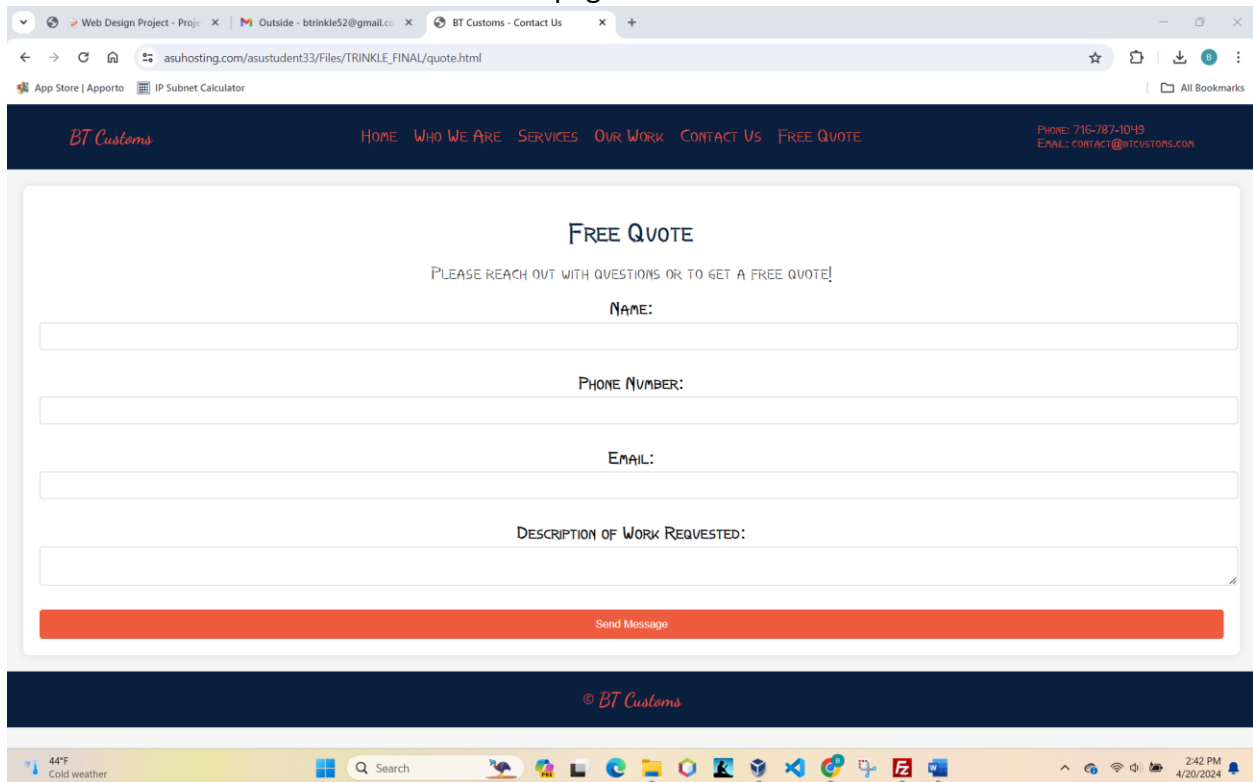 Web Design Project - Proje
Outside - btrinkle52@gmail.co
BT Customs - Contact Us
asuhosting.com/asustudent33/Files/TRINKLE_FINAL/quote.html
App Store | Apporto
IP Subnet Calculator
All Bookmarks
BT Customs
Home Who We Are Services Our Work Contact Us Free Quote
Phone: 716-787-1049
Email: contact@btcustoms.com
Free Quote
Please reach out with questions or to get a free quote!
Name:
Phone Number:
Email:
Description of Work Requested:
Send Message
© BT Customs
44°F
Cold weather
Search
2:42 PM
4/20/2024